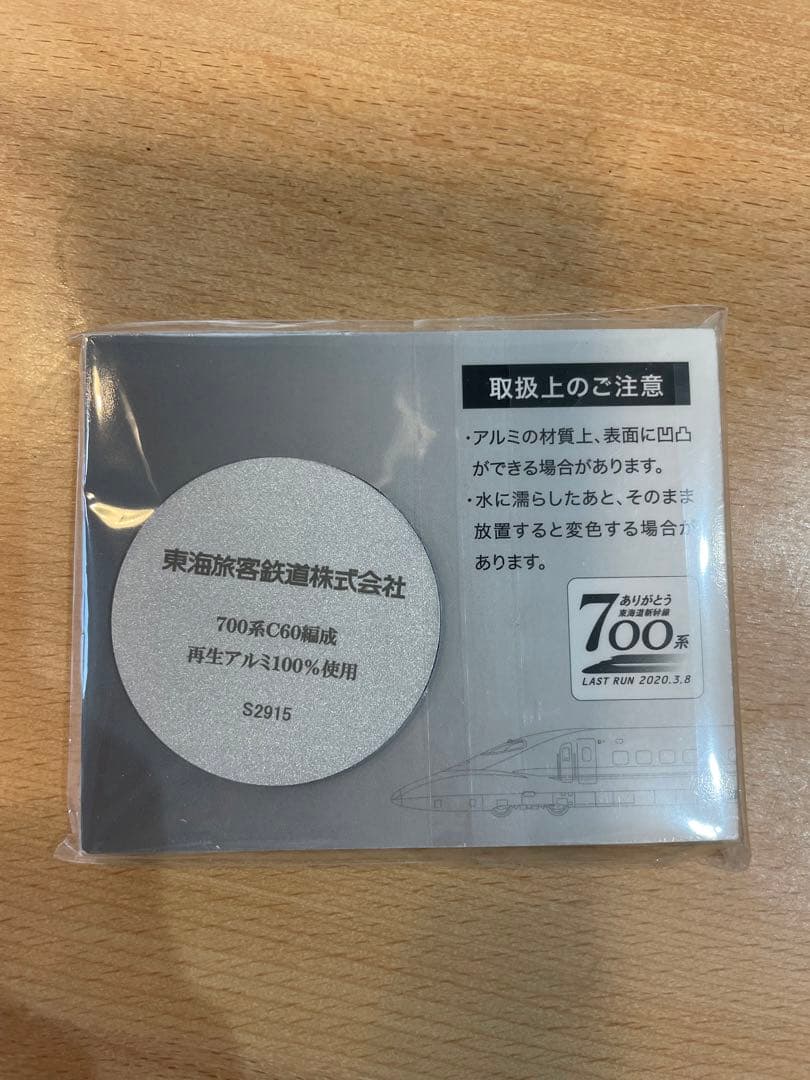 東海旅客鉄道株式会社
700系C60編成
再生アルミ100%使用
S2915
取扱上のご注意
・アルミの材質上、表面に凹凸
ができる場合があります。
・水に濡らしたあと、そのまま
放置すると変色する場合が
あります。
ありがとう
東海道新幹線
700系
LAST RUN 2020.3.8